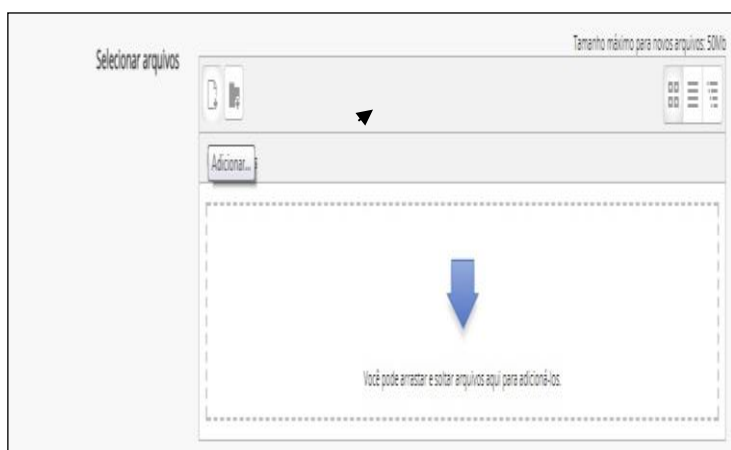 Tamanho máximo para novos arquivos: 50Mb
Selecionar arquivos
Adicionar...
Você pode arrastar e soltar arquivos aqui para adicioná-los.